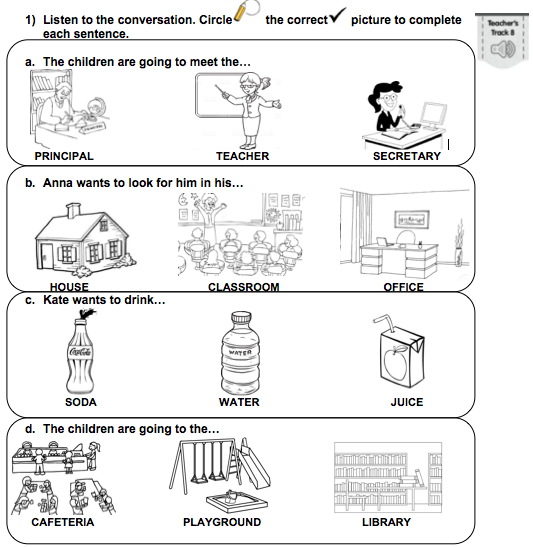 1) Listen to the conversation. Circle the correct picture to complete
each sentence.
Teacher's
Track 8
a. The children are going to meet the…
PRINCIPAL
PRINCIPAL TEACHER SECRETARY
b. Anna wants to look for him in his…
HOUSE CLASSROOM OFFICE
c. Kate wants to drink…
Coca-Cola
WATER
SODA WATER JUICE
d. The children are going to the…
CAFETERIA PLAYGROUND LIBRARY